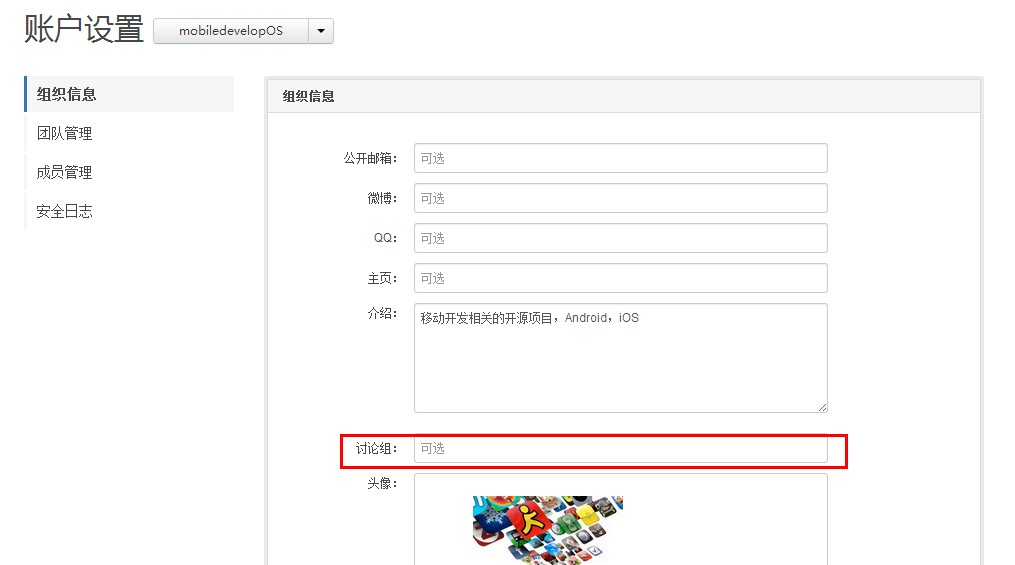 账户设置 mobiledevelopOS
组织信息
团队管理
成员管理
安全日志
组织信息
公开邮箱： 可选
微博： 可选
QQ： 可选
主页： 可选
介绍： 移动开发相关的开源项目，Android，iOS
讨论组： 可选
头像：